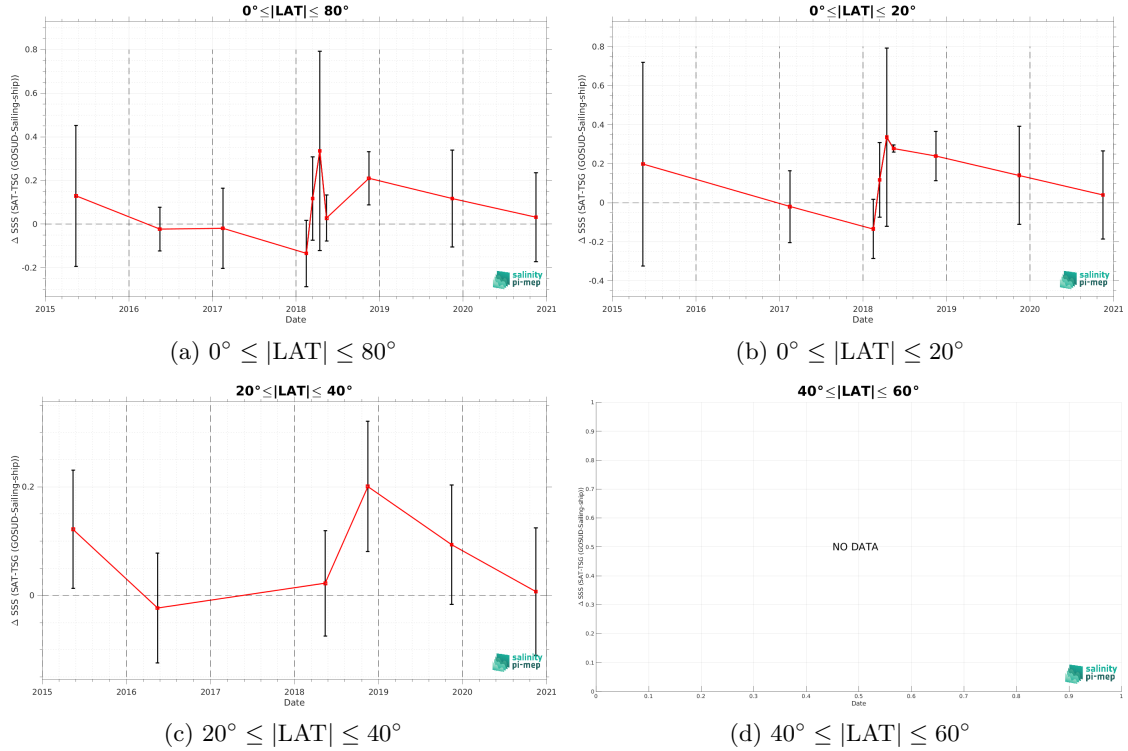 0°≤|LAT|≤ 80°
0.8
0.6
0.4
0.2
0
-0.2
Δ SSS (SAT-TSG (GOSUD-Sailing-ship))
2015 2016 2017 2018 2019 2020 2021
Date
salinity
pi-mep
(a) 0° ≤ |LAT| ≤ 80°
0°≤|LAT|≤ 20°
0.8
0.6
0.4
0.2
0
-0.2
-0.4
Δ SSS (SAT-TSG (GOSUD-Sailing-ship))
2015 2016 2017 2018 2019 2020 2021
Date
salinity
pi-mep
(b) 0° ≤ |LAT| ≤ 20°
20°≤|LAT|≤ 40°
0.2
0
Δ SSS (SAT-TSG (GOSUD-Sailing-ship))
2015 2016 2017 2018 2019 2020 2021
Date
salinity
pi-mep
(c) 20° ≤ |LAT| ≤ 40°
40°≤|LAT|≤ 60°
1
0.9
0.8
0.7
0.6
0.5
0.4
0.3
0.2
0.1
0
Δ SSS (SAT-TSG (GOSUD-Sailing-ship))
NO DATA
0 0.1 0.2 0.3 0.4 0.5 0.6 0.7 0.8 0.9 1
Date
salinity
pi-mep
(d) 40° ≤ |LAT| ≤ 60°